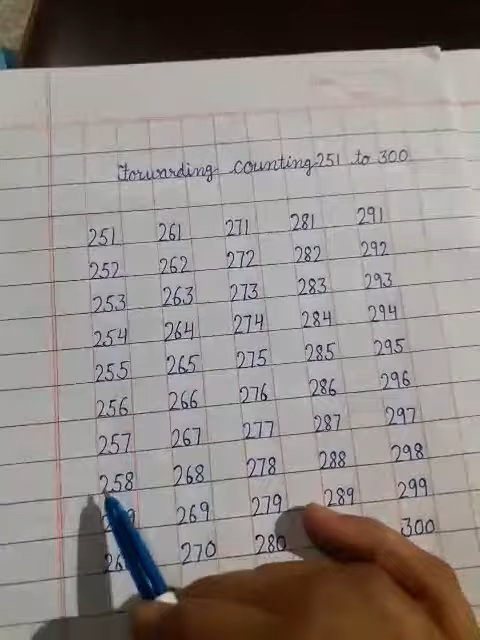 Forwarding counting 251 to 300
251 261 271 281 291
252 262 272 282 292
253 263 273 283 293
254 264 274 284 294
255 265 275 285 295
256 266 276 286 296
257 267 277 287 297
258 268 278 288 298
269 279 289 299
270 280 300